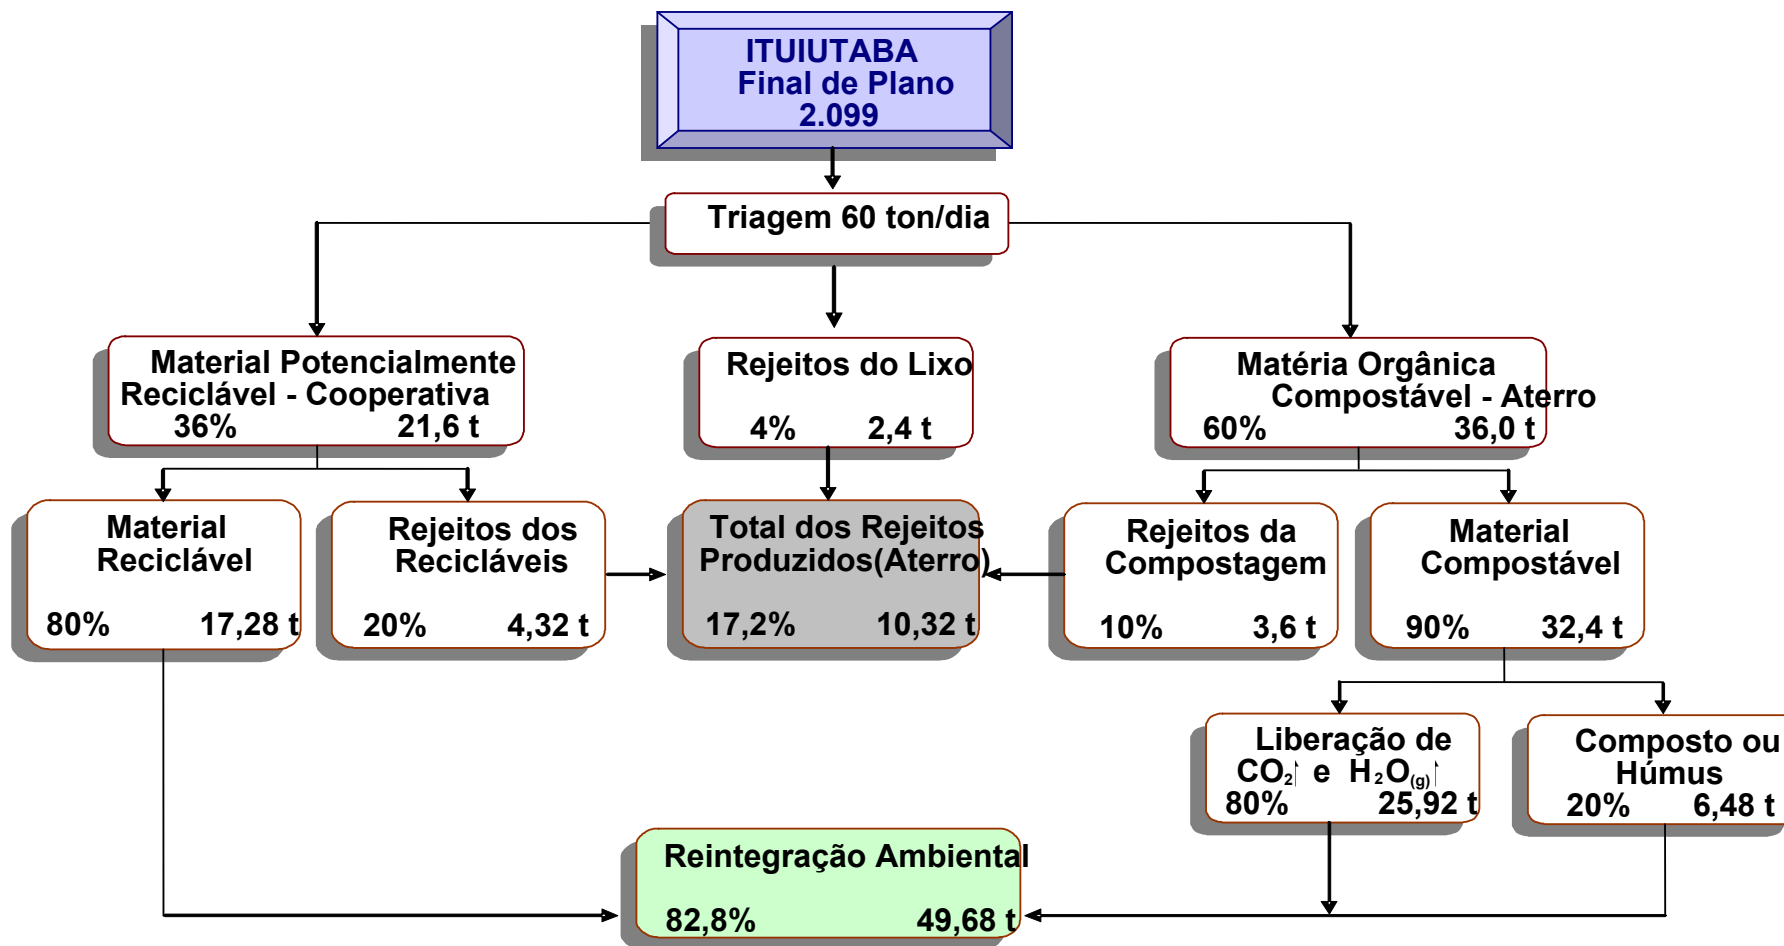 ITUIUTABA
Final de Plano
2.099
Triagem 60 ton/dia
Material Potencialmente
Reciclável - Cooperativa
36% 21,6 t
Rejeitos do Lixo
4% 2,4 t
Matéria Orgânica
Compostável - Aterro
60% 36,0 t
Material
Reciclável
80% 17,28 t
Rejeitos dos
Recicláveis
20% 4,32 t
Total dos Rejeitos
Produzidos(Aterro)
17,2% 10,32 t
Rejeitos da
Compostagem
10% 3,6 t
Material
Compostável
90% 32,4 t
Liberação de
CO₂↑ e H₂O(g)↑
80% 25,92 t
Composto ou
Húmus
20% 6,48 t
Reintegração Ambiental
82,8% 49,68 t